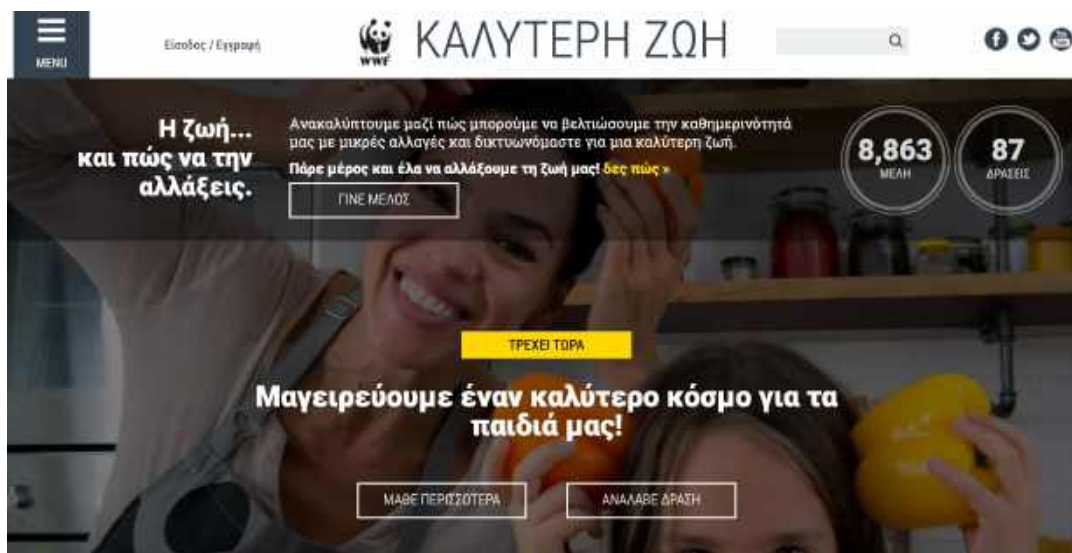 MENU
Είσοδος / Εγγραφή
WWF
ΚΑΛΥΤΕΡΗ ΖΩΗ
Η ζωή...
και πώς να την
αλλάξεις.
Ανακαλύπτουμε μαζί πώς μπορούμε να βελτιώσουμε την καθημερινότητά
μας με μικρές αλλαγές και δικτυωνόμαστε για μια καλύτερη ζωή.
Πάρε μέρος και έλα να αλλάξουμε τη ζωή μας! δες πώς »
ΓΙΝΕ ΜΕΛΟΣ
8,863
ΜΕΛΗ
87
ΔΡΑΣΕΙΣ
ΤΡΕΧΕΙ ΤΩΡΑ
Μαγειρεύουμε έναν καλύτερο κόσμο για τα
παιδιά μας!
ΜΑΘΕ ΠΕΡΙΣΣΟΤΕΡΑ
ΑΝΑΛΑΒΕ ΔΡΑΣΗ